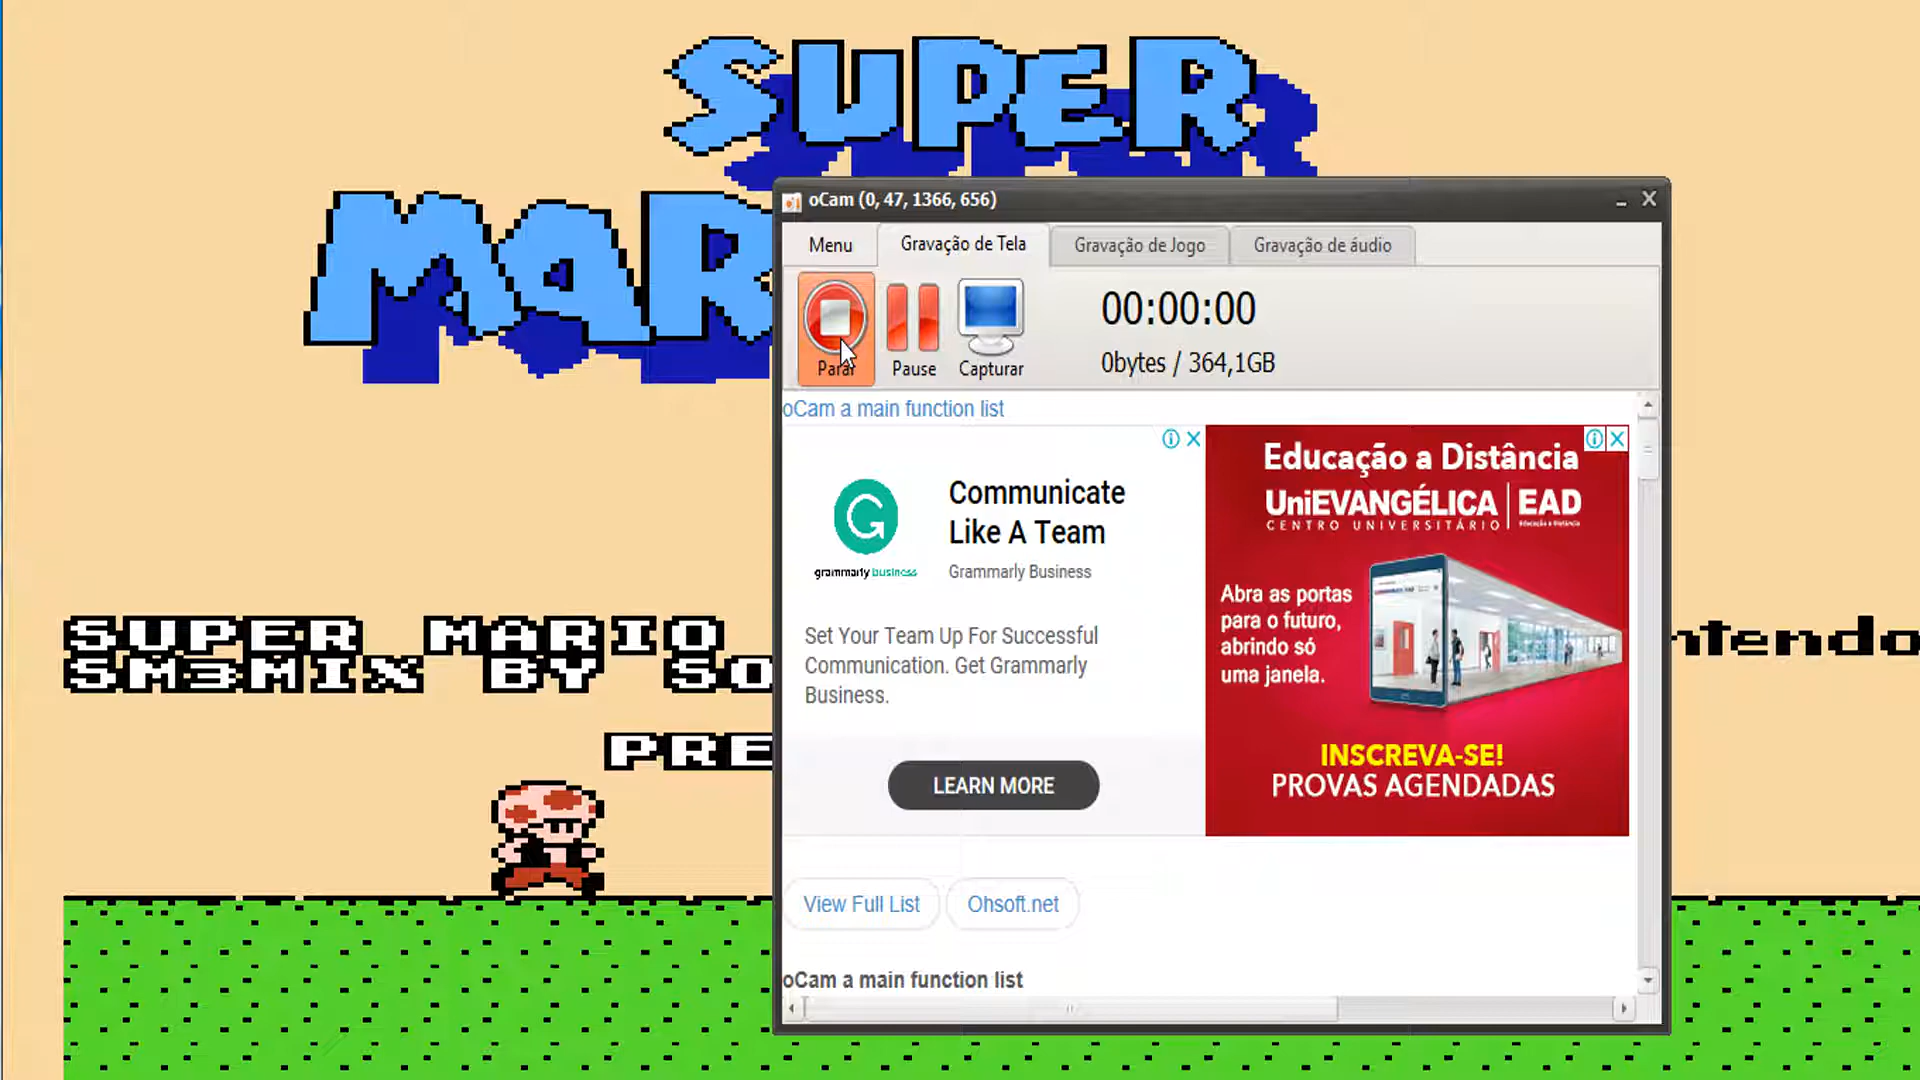 SUPER
MAR
oCam (0, 47, 1366, 656)
Menu
Gravação de Tela
Gravação de Jogo
Gravação de áudio
Parar
Pause
Capturar
00:00:00
0bytes / 364,1GB
oCam a main function list
G
grammarly business
Communicate
Like A Team
Grammarly Business
Set Your Team Up For Successful
Communication. Get Grammarly
Business.
LEARN MORE
Educação a Distância
UniEVANGÉLICA | EAD
CENTRO UNIVERSITÁRIO
Educação a Distância
Abra as portas
para o futuro,
abrindo só
uma janela.
INSCREVA-SE!
PROVAS AGENDADAS
View Full List
Ohsoft.net
oCam a main function list
SUPER MARIO
ntendo
SM3MIX BY SO
PRE